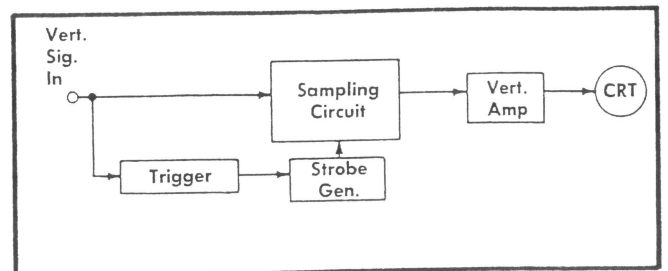 Vert.
Sig.
In
Sampling
Circuit
Vert.
Amp
CRT
Trigger
Strobe
Gen.